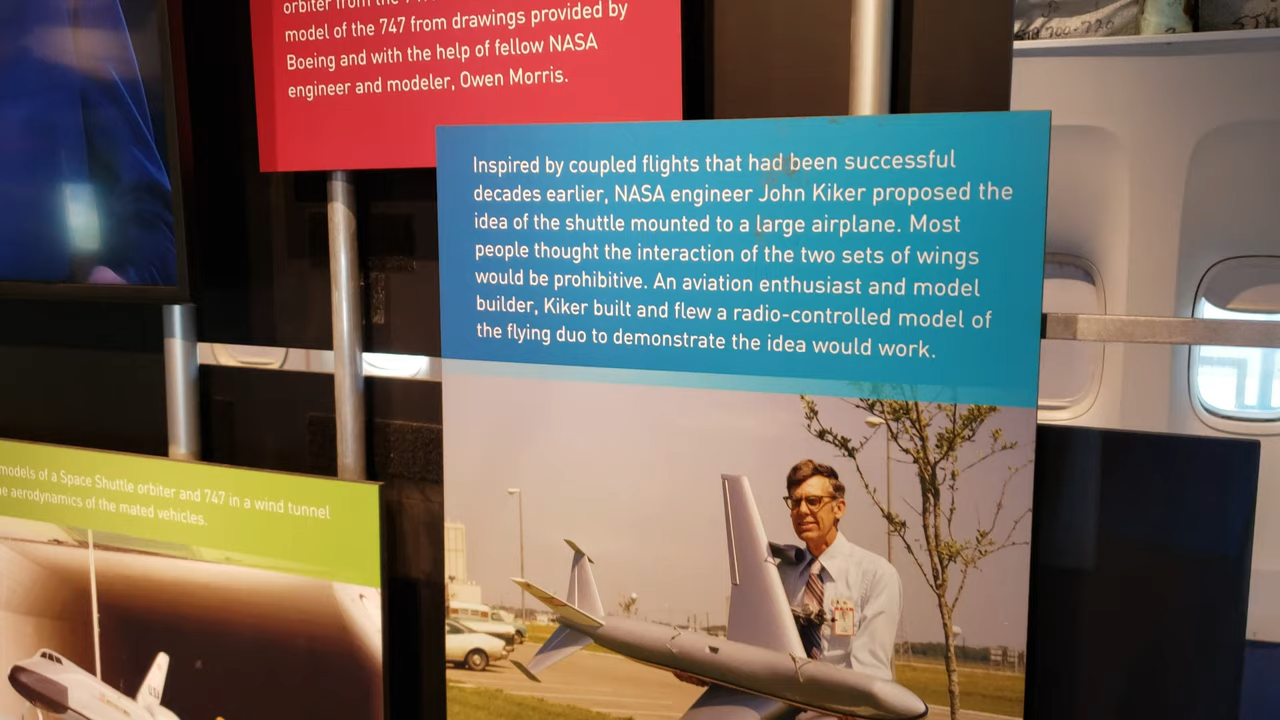 orbiter from the
model of the 747 from drawings provided by
Boeing and with the help of fellow NASA
engineer and modeler, Owen Morris.
Inspired by coupled flights that had been successful
decades earlier, NASA engineer John Kiker proposed the
idea of the shuttle mounted to a large airplane. Most
people thought the interaction of the two sets of wings
would be prohibitive. An aviation enthusiast and model
builder, Kiker built and flew a radio-controlled model of
the flying duo to demonstrate the idea would work.
models of a Space Shuttle orbiter and 747 in a wind tunnel
aerodynamics of the mated vehicles.